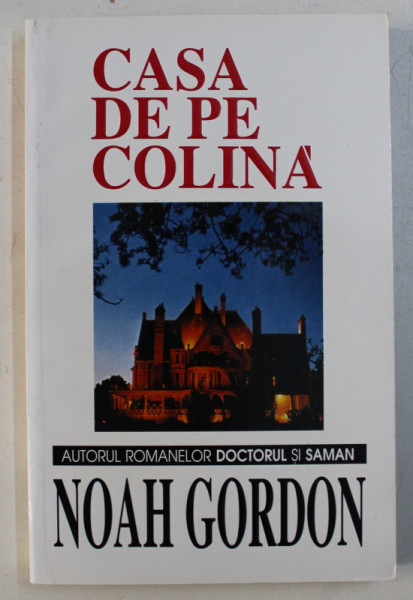 CASA
DE PE
COLINĂ
AUTORUL ROMANELOR DOCTORUL ȘI SAMAN
NOAH GORDON